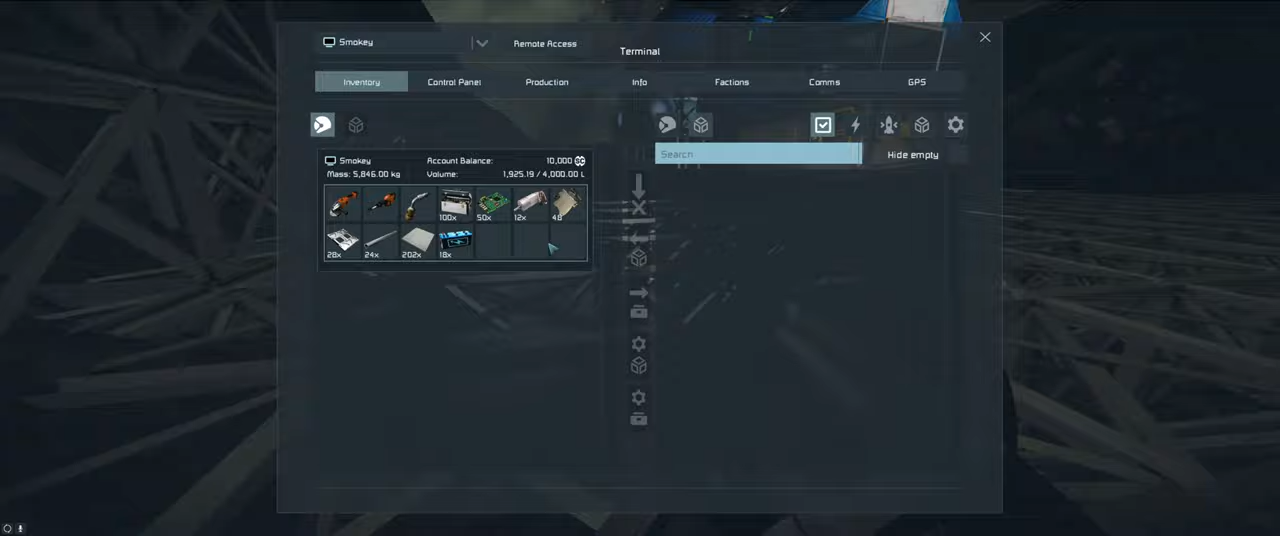 Smokey
Remote Access
Terminal
Inventory
Control Panel
Production
Info
Factions
Comms
GPS
Search
Hide empty
Smokey
Account Balance:
10,000
Mass: 5,846.00 kg
Volume:
1,925.19 / 4,000.00 L
100x
50x
12x
28x
24x
202x
18x